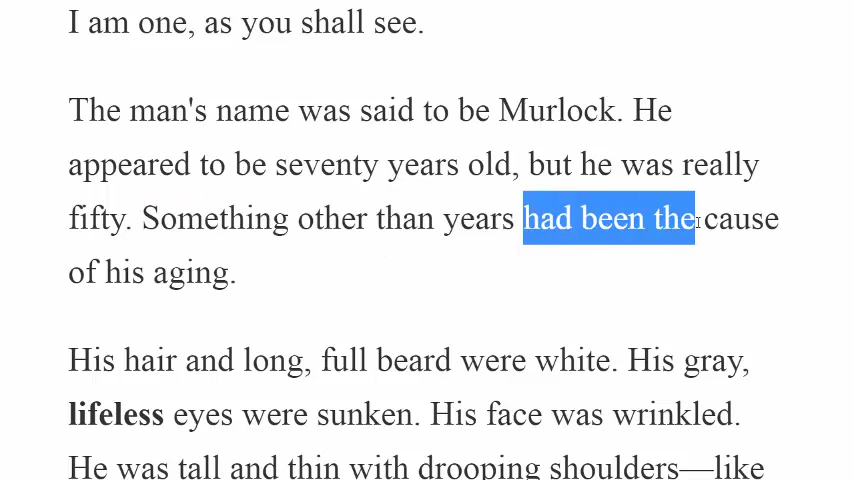 I am one, as you shall see.
The man's name was said to be Murlock. He
appeared to be seventy years old, but he was really
fifty. Something other than years had been the cause
of his aging.
His hair and long, full beard were white. His gray,
lifeless eyes were sunken. His face was wrinkled.
He was tall and thin with drooping shoulders—like